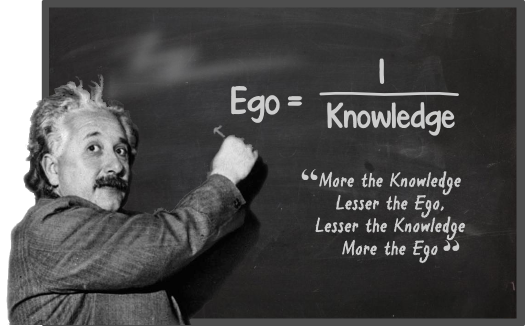 Ego = 1 / Knowledge
“More the Knowledge
Lesser the Ego,
Lesser the Knowledge
More the Ego”